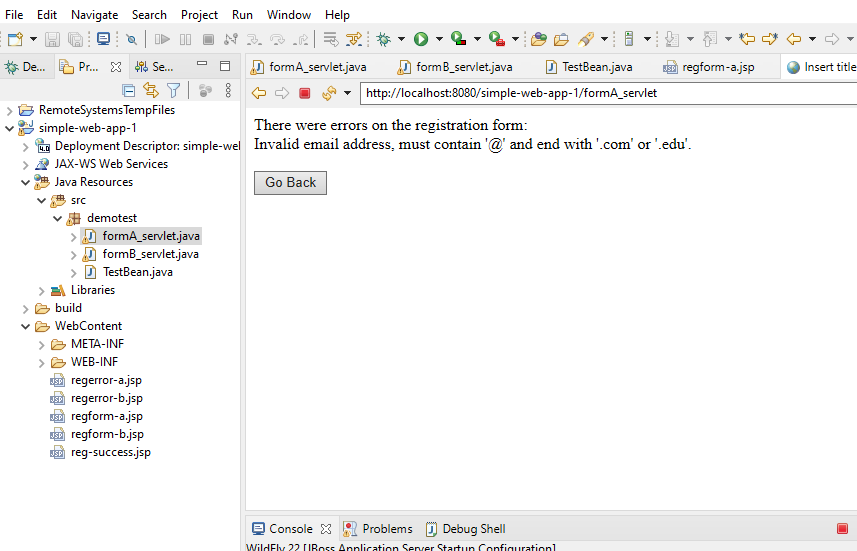 File Edit Navigate Search Project Run Window Help
De... Pr... Se...
formA_servlet.java formB_servlet.java TestBean.java regform-a.jsp Insert title
http://localhost:8080/simple-web-app-1/formA_servlet
RemoteSystemsTempFiles
simple-web-app-1
Deployment Descriptor: simple-wel
JAX-WS Web Services
Java Resources
src
demotest
formA_servlet.java
formB_servlet.java
TestBean.java
Libraries
build
WebContent
META-INF
WEB-INF
regerror-a.jsp
regerror-b.jsp
regform-a.jsp
regform-b.jsp
reg-success.jsp
There were errors on the registration form:
Invalid email address, must contain '@' and end with '.com' or '.edu'.
Go Back
Console Problems Debug Shell
WildFly 22 [JBoss Application Server Startup Configuration]